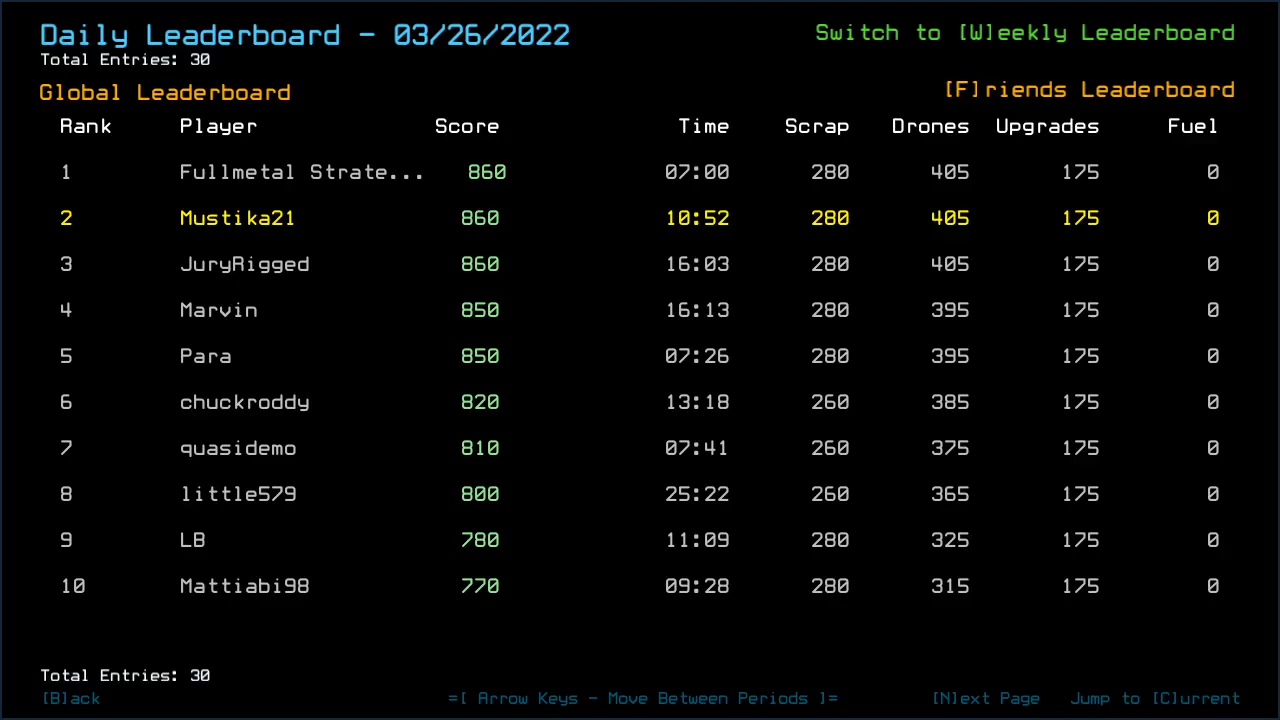 Daily Leaderboard - 03/26/2022 Switch to [W]eekly Leaderboard
Total Entries: 30
Global Leaderboard [F]riends Leaderboard
Rank Player Score Time Scrap Drones Upgrades Fuel
1 Fullmetal Strate... 860 07:00 280 405 175 0
2 Mustika21 860 10:52 280 405 175 0
3 JuryRigged 860 16:03 280 405 175 0
4 Marvin 850 16:13 280 395 175 0
5 Para 850 07:26 280 395 175 0
6 chuckroddy 820 13:18 260 385 175 0
7 quasidemo 810 07:41 260 375 175 0
8 little579 800 25:22 260 365 175 0
9 LB 780 11:09 280 325 175 0
10 Mattiabi98 770 09:28 280 315 175 0
Total Entries: 30
[B]ack =[ Arrow Keys - Move Between Periods ]= [N]ext Page Jump to [C]urrent